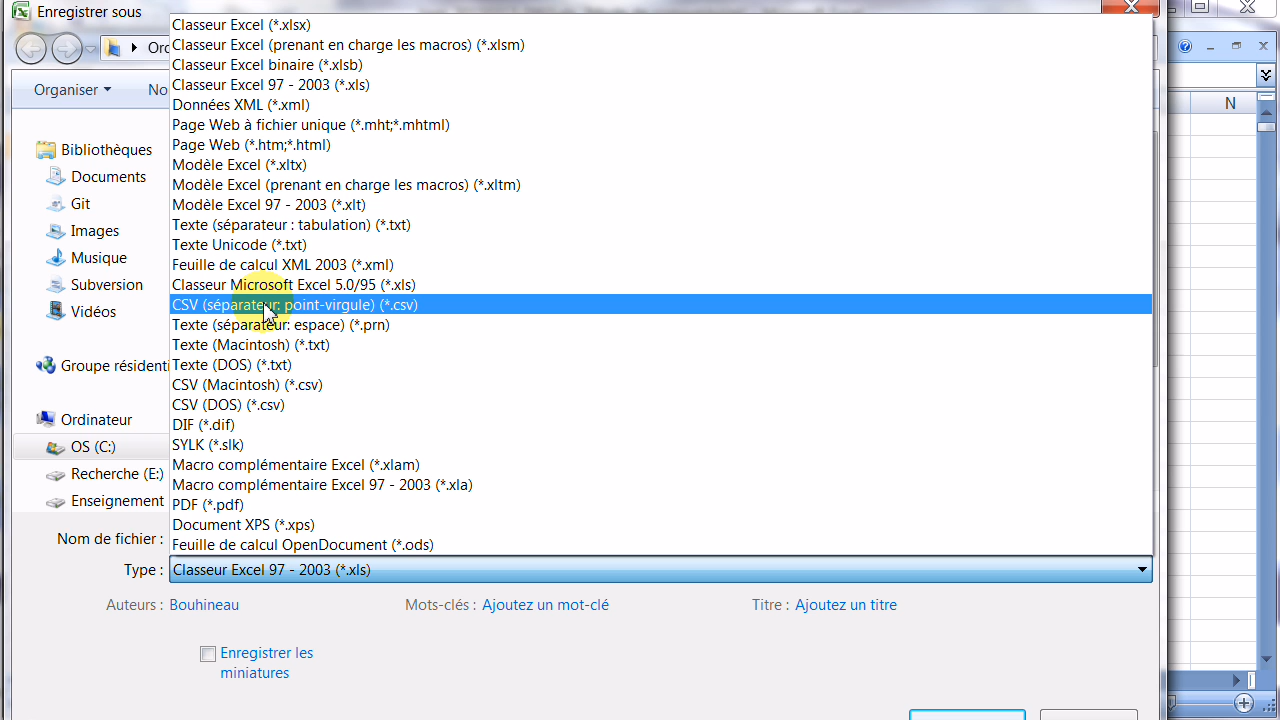 Enregistrer sous
Classeur Excel (*.xlsx)
Classeur Excel (prenant en charge les macros) (*.xlsm)
Classeur Excel binaire (*.xlsb)
Classeur Excel 97 - 2003 (*.xls)
Données XML (*.xml)
Page Web à fichier unique (*.mht;*.mhtml)
Page Web (*.htm;*.html)
Modèle Excel (*.xltx)
Modèle Excel (prenant en charge les macros) (*.xltm)
Modèle Excel 97 - 2003 (*.xlt)
Texte (séparateur : tabulation) (*.txt)
Texte Unicode (*.txt)
Feuille de calcul XML 2003 (*.xml)
Classeur Microsoft Excel 5.0/95 (*.xls)
CSV (séparateur: point-virgule) (*.csv)
Texte (séparateur: espace) (*.prn)
Texte (Macintosh) (*.txt)
Texte (DOS) (*.txt)
CSV (Macintosh) (*.csv)
CSV (DOS) (*.csv)
DIF (*.dif)
SYLK (*.slk)
Macro complémentaire Excel (*.xlam)
Macro complémentaire Excel 97 - 2003 (*.xla)
PDF (*.pdf)
Document XPS (*.xps)
Feuille de calcul OpenDocument (*.ods)
Ord
Organiser No
Bibliothèques
Documents
Git
Images
Musique
Subversion
Vidéos
Groupe résidenti
Ordinateur
OS (C:)
Recherche (E:)
Enseignement
N
Nom de fichier :
Type : Classeur Excel 97 - 2003 (*.xls)
Auteurs : Bouhineau Mots-clés : Ajoutez un mot-clé Titre : Ajoutez un titre
Enregistrer les
miniatures